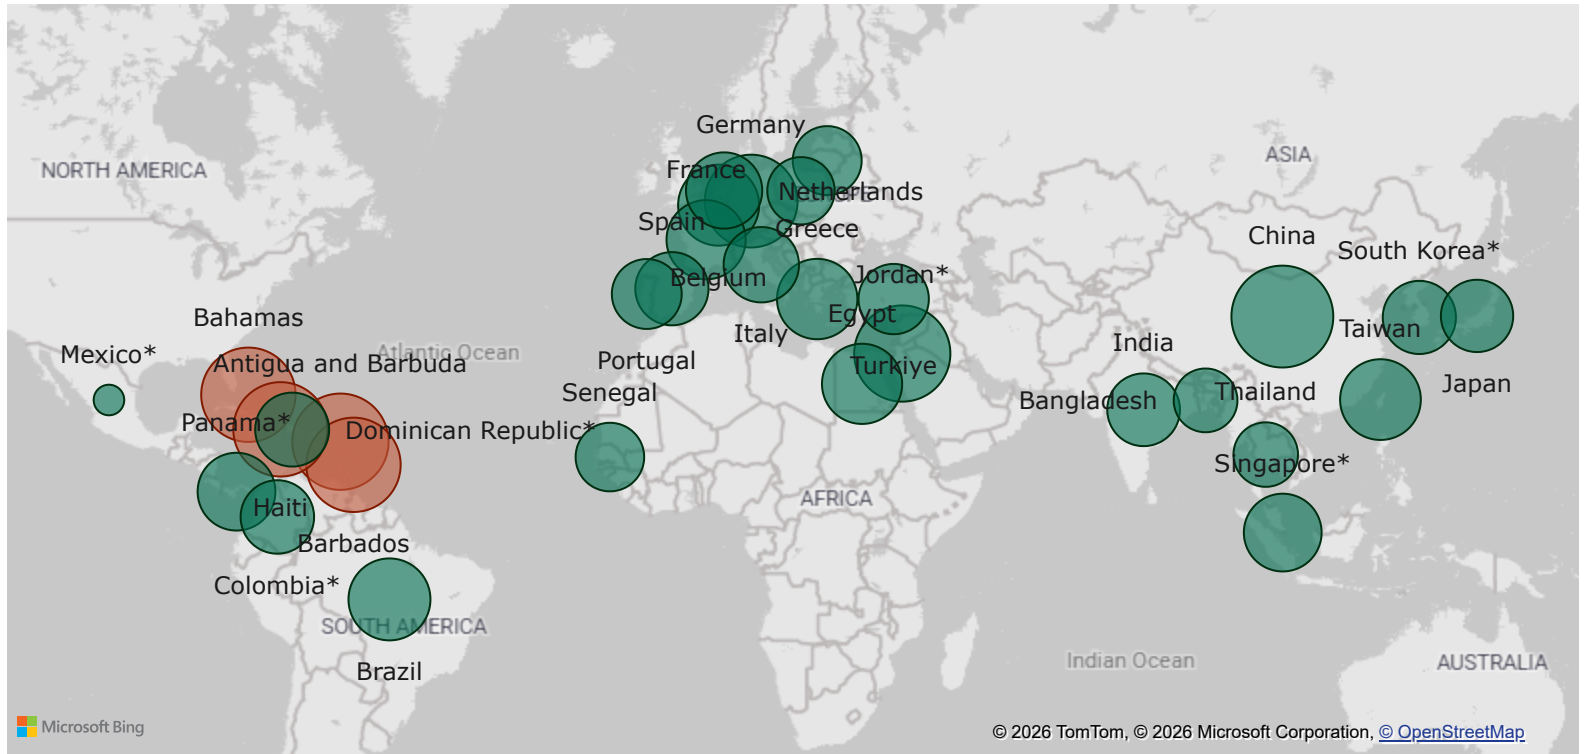 Germany
NORTH AMERICA
ASIA
France
Netherlands
Spain
Greece
China
South Korea*
Belgium
Jordan*
Bahamas
Egypt
Italy
Taiwan
India
Mexico*
Antigua and Barbuda
Atlantic Ocean
Portugal
Turkiye
Senegal
Thailand
Japan
Bangladesh
Panama*
Dominican Republic*
Singapore*
AFRICA
Haiti
Barbados
Colombia*
SOUTH AMERICA
Brazil
Indian Ocean
AUSTRALIA
Microsoft Bing
© 2026 TomTom, © 2026 Microsoft Corporation, © OpenStreetMap